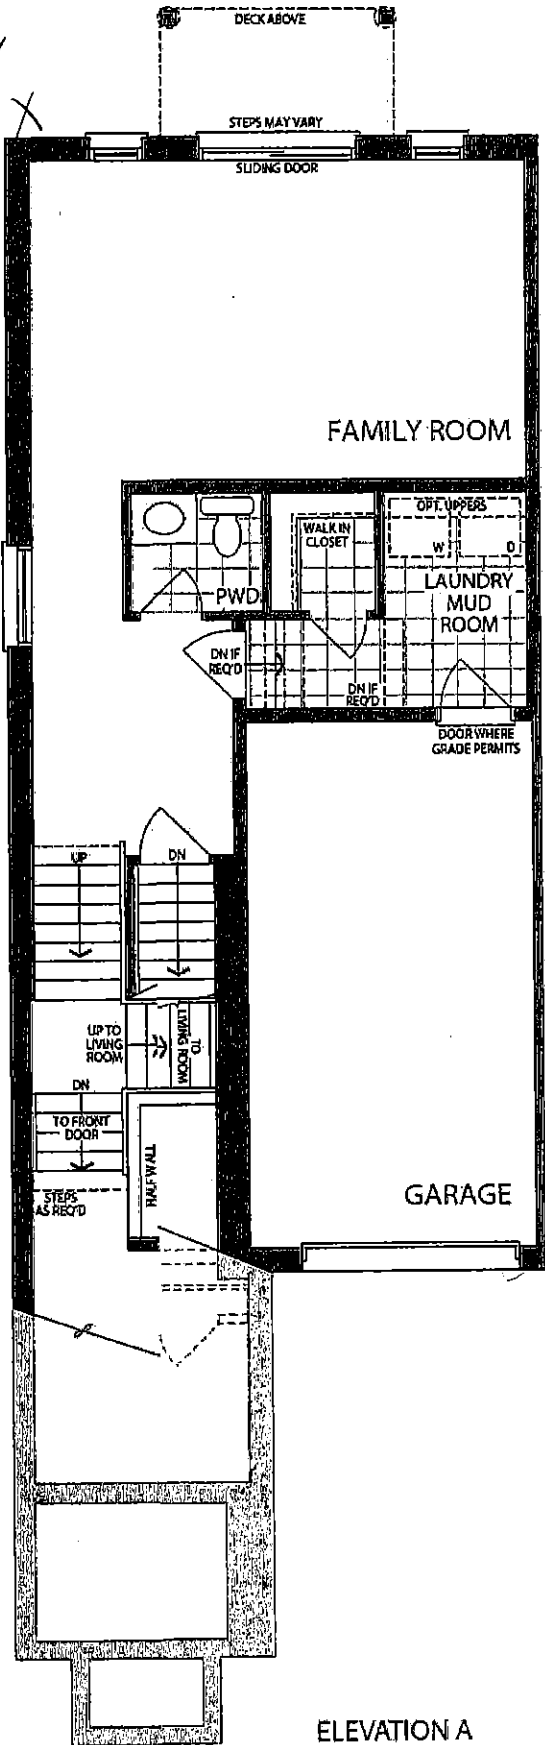 DECK ABOVE
STEPS MAY VARY
SLIDING DOOR
FAMILY ROOM
OPT. UPPERS
W
D
WALK IN
CLOSET
PWD
LAUNDRY
MUD
ROOM
DN IF
REQ'D
DN IF
REQ'D
DOOR WHERE
GRADE PERMITS
UP
DN
UP TO
LIVING
ROOM
TO
LIVING ROOM
DN
TO FRONT
DOOR
HALF WALL
STEPS
AS REQ'D
GARAGE
ELEVATION A